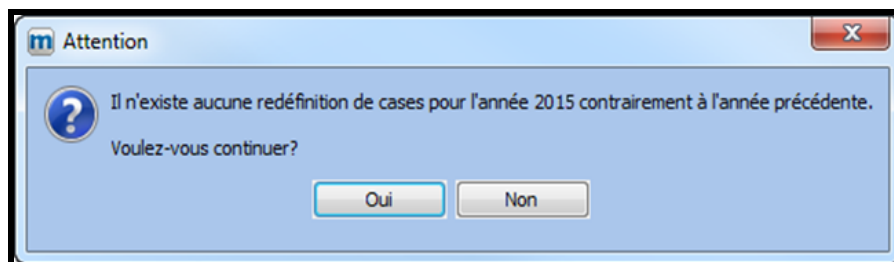 m Attention
x
Il n'existe aucune redéfinition de cases pour l'année 2015 contrairement à l'année précédente.
Voulez-vous continuer?
Oui Non